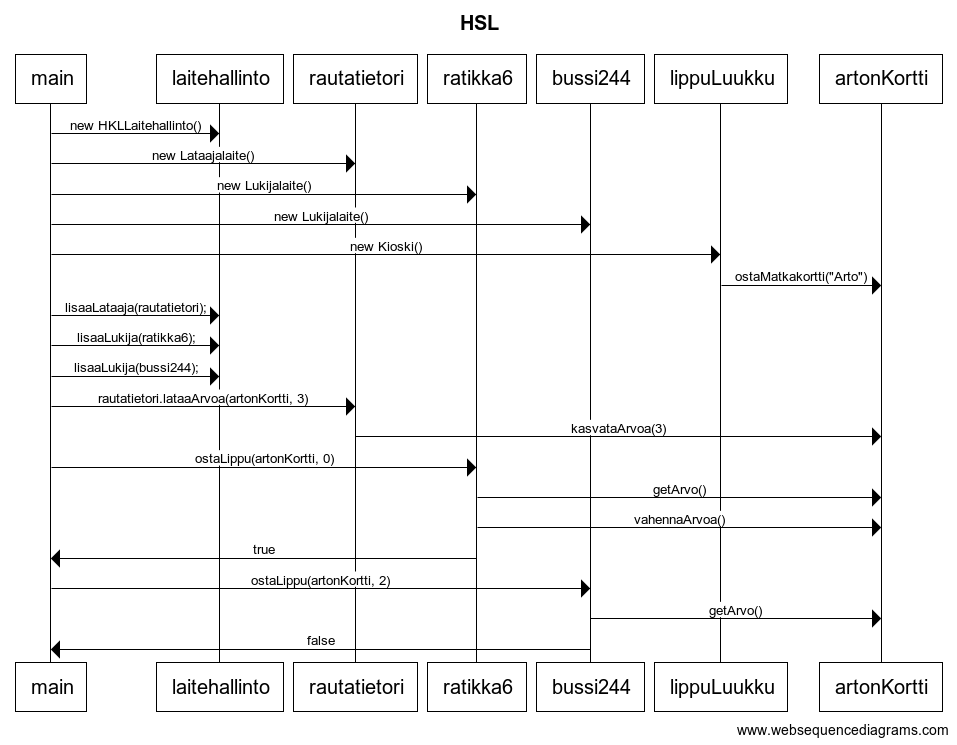 HSL
main laitehallinto rautatietori ratikka6 bussi244 lippuLuukku artonKortti
new HKLLaitehallinto()
new Lataajalaite()
new Lukijalaite()
new Lukijalaite()
new Kioski()
ostaMatkakortti("Arto")
lisaaLataaja(rautatietori);
lisaaLukija(ratikka6);
lisaaLukija(bussi244);
rautatietori.lataaArvoa(artonKortti, 3)
kasvataArvoa(3)
ostaLippu(artonKortti, 0)
getArvo()
vahennaArvoa()
true
ostaLippu(artonKortti, 2)
getArvo()
false
main laitehallinto rautatietori ratikka6 bussi244 lippuLuukku artonKortti
www.websequencediagrams.com